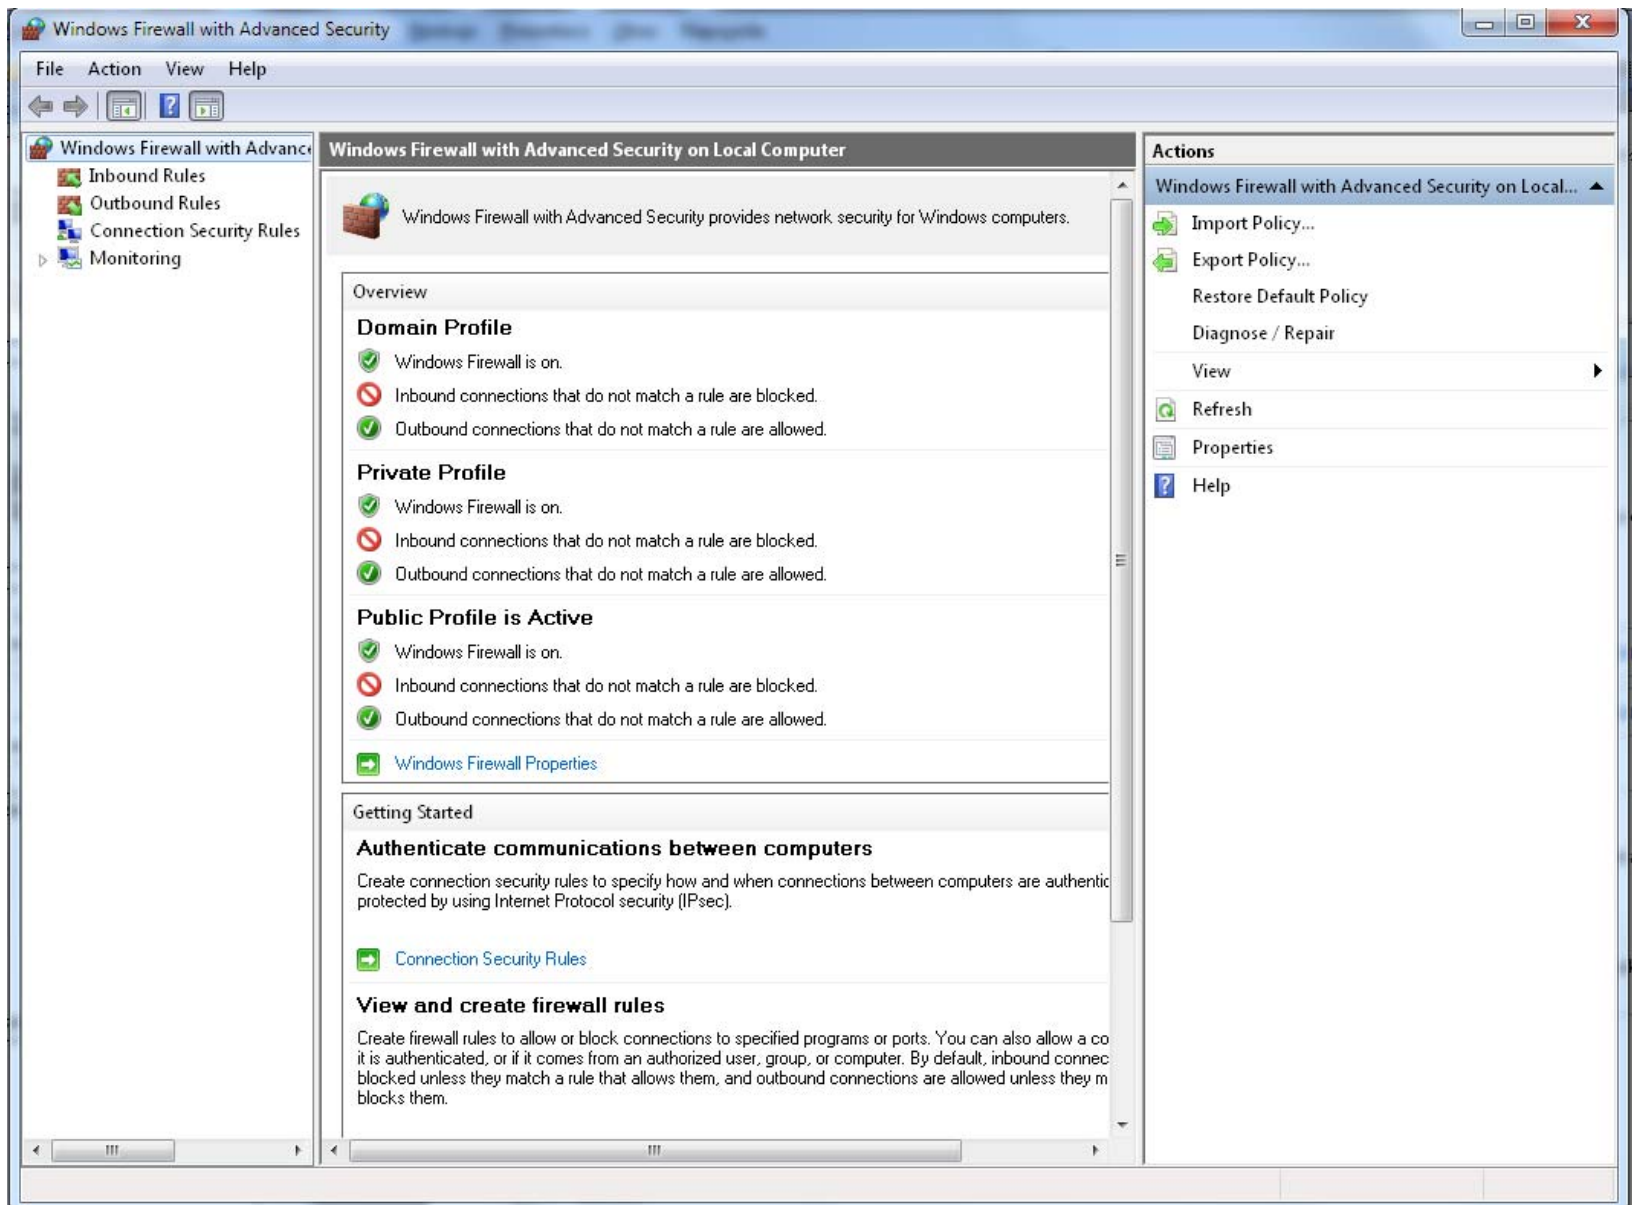 Windows Firewall with Advanced Security
File Action View Help
Windows Firewall with Advance
Inbound Rules
Outbound Rules
Connection Security Rules
Monitoring
Windows Firewall with Advanced Security on Local Computer
Windows Firewall with Advanced Security provides network security for Windows computers.
Overview
Domain Profile
Windows Firewall is on.
Inbound connections that do not match a rule are blocked.
Outbound connections that do not match a rule are allowed.
Private Profile
Windows Firewall is on.
Inbound connections that do not match a rule are blocked.
Outbound connections that do not match a rule are allowed.
Public Profile is Active
Windows Firewall is on.
Inbound connections that do not match a rule are blocked.
Outbound connections that do not match a rule are allowed.
Windows Firewall Properties
Getting Started
Authenticate communications between computers
Create connection security rules to specify how and when connections between computers are authentic
protected by using Internet Protocol security (IPsec).
Connection Security Rules
View and create firewall rules
Create firewall rules to allow or block connections to specified programs or ports. You can also allow a co
it is authenticated, or if it comes from an authorized user, group, or computer. By default, inbound connec
blocked unless they match a rule that allows them, and outbound connections are allowed unless they m
blocks them.
Actions
Windows Firewall with Advanced Security on Local...
Import Policy...
Export Policy...
Restore Default Policy
Diagnose / Repair
View
Refresh
Properties
Help